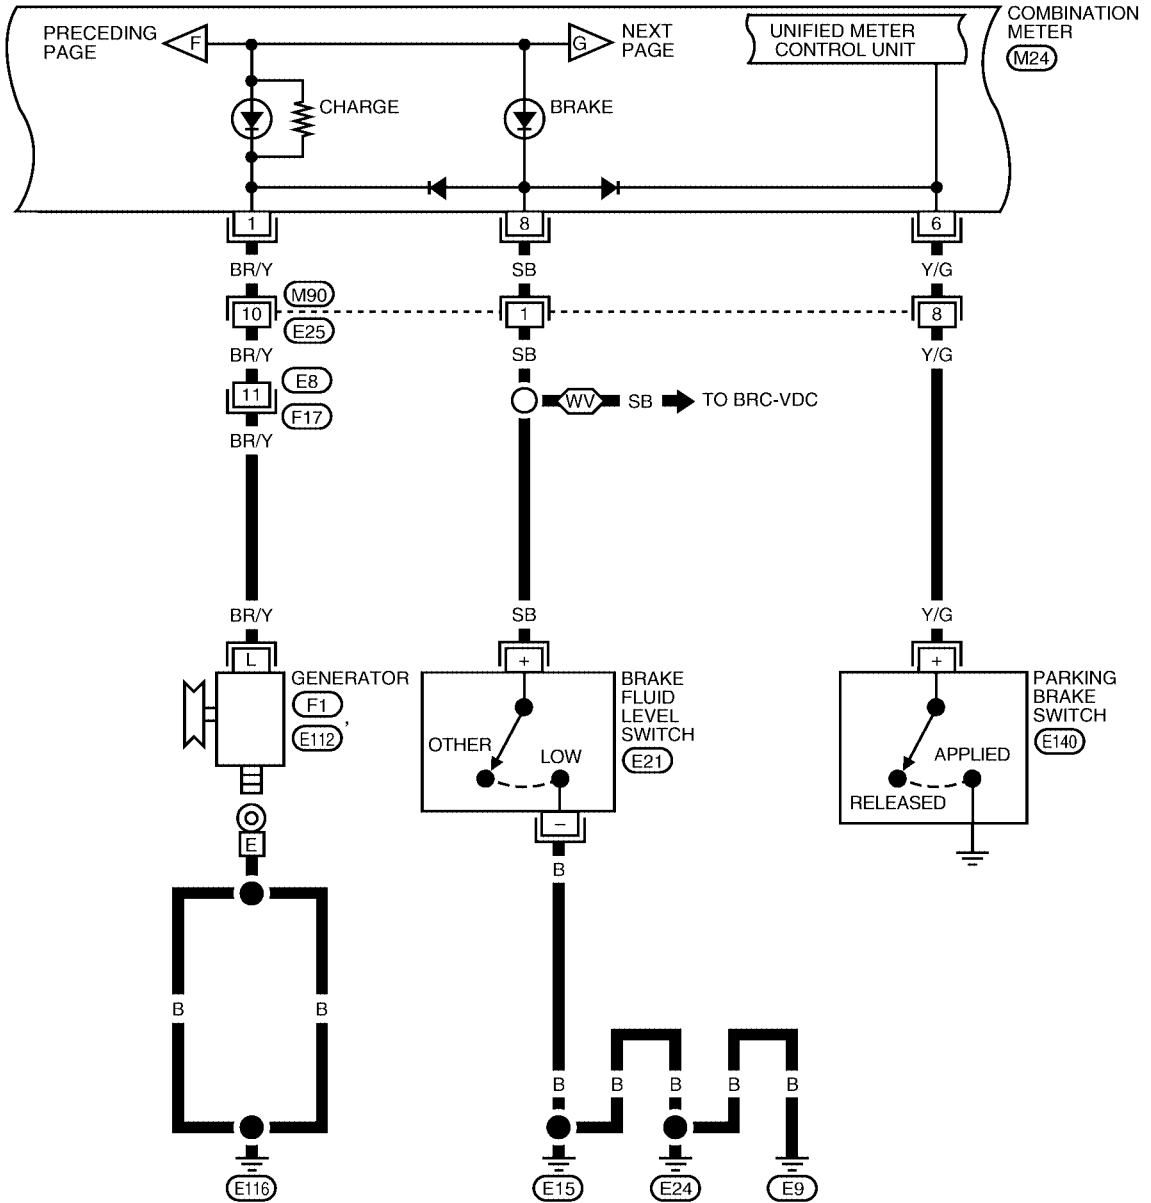 PRECEDING
PAGE
F
G
NEXT
PAGE
UNIFIED METER
CONTROL UNIT
COMBINATION
METER
M24
CHARGE
BRAKE
1
8
6
BR/Y
SB
Y/G
M90
10
1
8
E25
BR/Y
SB
Y/G
E8
11
F17
WV
SB
TO BRC-VDC
BR/Y
BR/Y
SB
Y/G
L
+
+
GENERATOR
F1
,
E112
BRAKE
FLUID
LEVEL
SWITCH
E21
PARKING
BRAKE
SWITCH
E140
OTHER
LOW
APPLIED
RELEASED
–
E
B
B
B
B
B
B
B
B
E116
E15
E24
E9